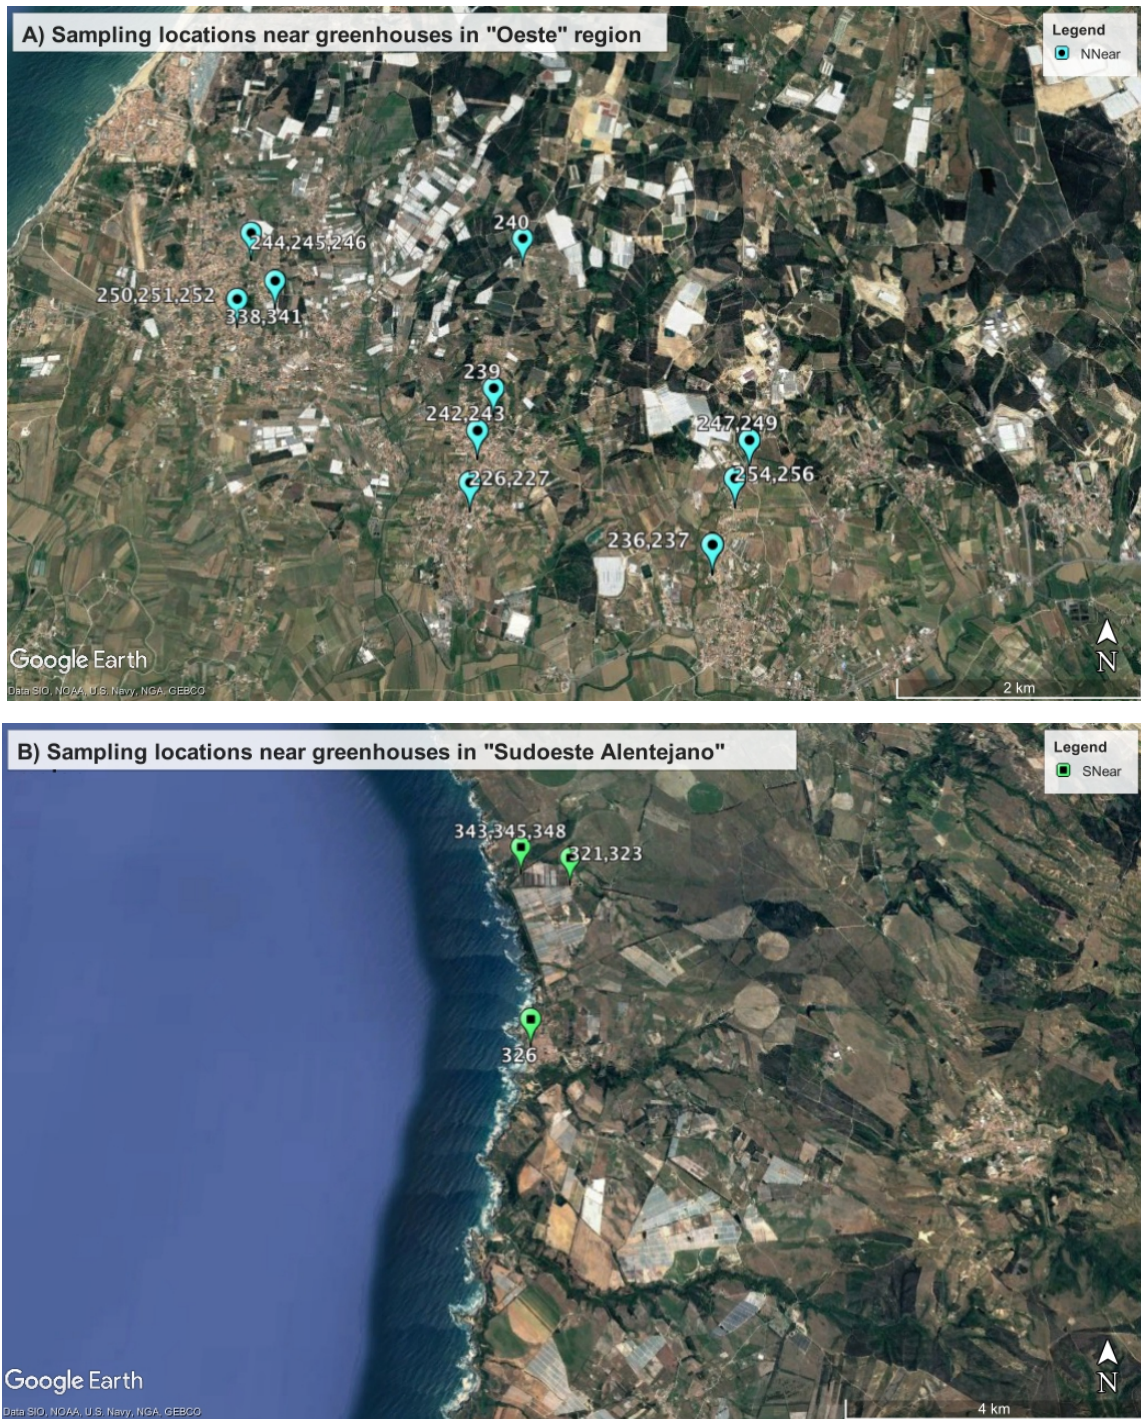 A) Sampling locations near greenhouses in "Oeste" region
Legend
NNear
240
244,245,246
250,251,252
338,341
239
242,243
247,249
226,227
254,256
236,237
Google Earth
N
Data SIO, NOAA, U.S. Navy, NGA, GEBCO
2 km
B) Sampling locations near greenhouses in "Sudoeste Alentejano"
Legend
SNear
343,345,348
321,323
326
Google Earth
N
Data SIO, NOAA, U.S. Navy, NGA, GEBCO
4 km